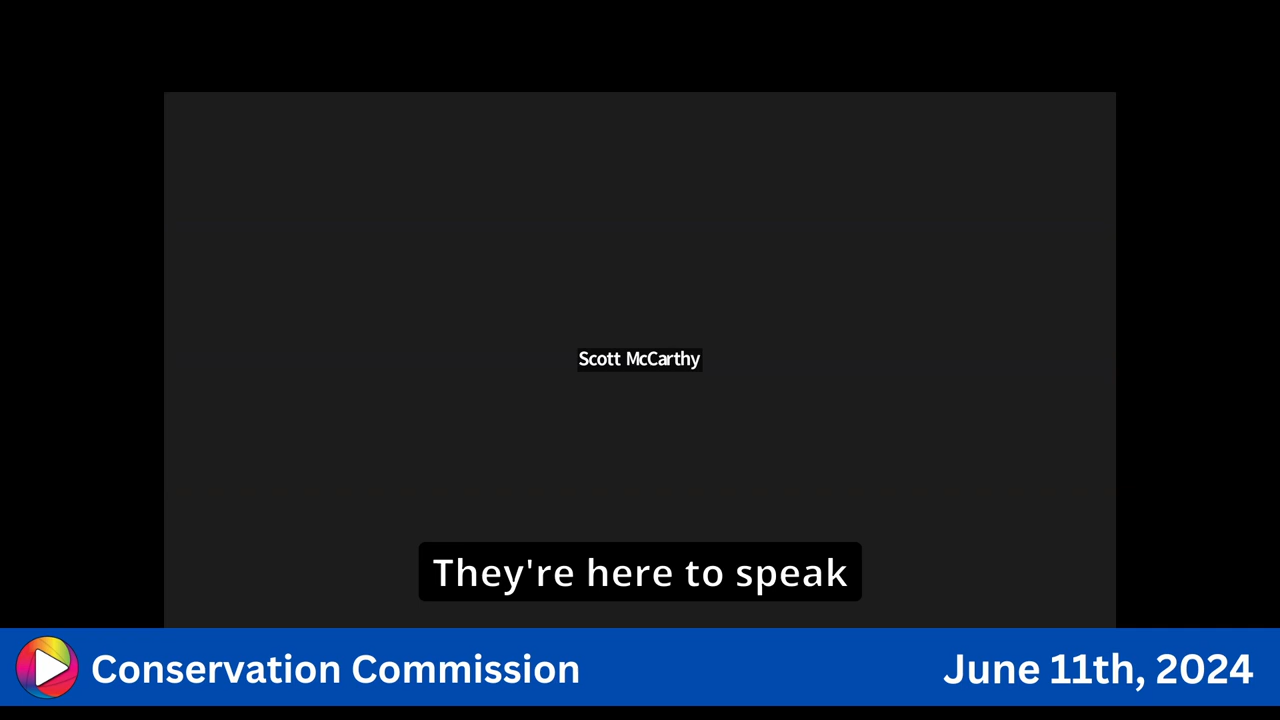 Scott McCarthy
They're here to speak
Conservation Commission
June 11th, 2024